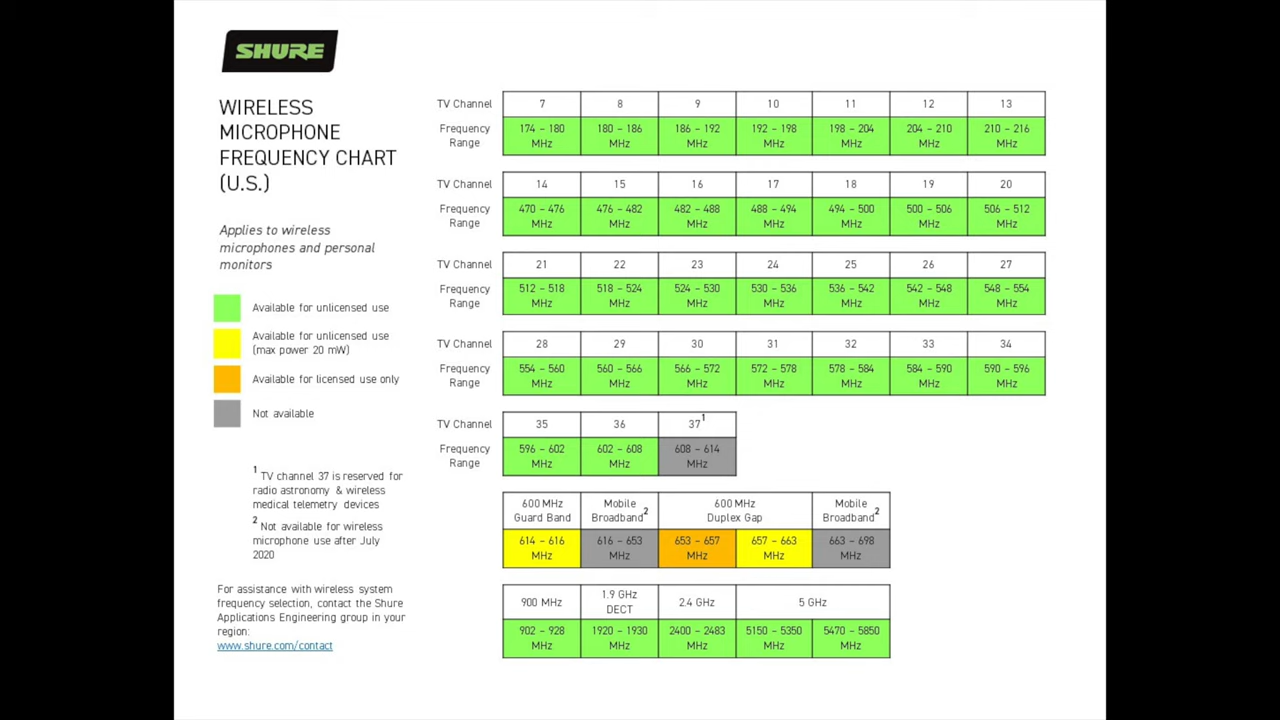 SHURE
WIRELESS
MICROPHONE
FREQUENCY CHART
(U.S.)
Applies to wireless
microphones and personal
monitors
Available for unlicensed use
Available for unlicensed use
(max power 20 mW)
Available for licensed use only
Not available
1 TV channel 37 is reserved for
radio astronomy & wireless
medical telemetry devices
2 Not available for wireless
microphone use after July
2020
For assistance with wireless system
frequency selection, contact the Shure
Applications Engineering group in your
region:
www.shure.com/contact
TV Channel 7 8 9 10 11 12 13
Frequency 174 – 180 180 – 186 186 – 192 192 – 198 198 – 204 204 – 210 210 – 216
Range MHz MHz MHz MHz MHz MHz MHz
TV Channel 14 15 16 17 18 19 20
Frequency 470 – 476 476 – 482 482 – 488 488 – 494 494 – 500 500 – 506 506 – 512
Range MHz MHz MHz MHz MHz MHz MHz
TV Channel 21 22 23 24 25 26 27
Frequency 512 – 518 518 – 524 524 – 530 530 – 536 536 – 542 542 – 548 548 – 554
Range MHz MHz MHz MHz MHz MHz MHz
TV Channel 28 29 30 31 32 33 34
Frequency 554 – 560 560 – 566 566 – 572 572 – 578 578 – 584 584 – 590 590 – 596
Range MHz MHz MHz MHz MHz MHz MHz
TV Channel 35 36 37 1
Frequency 596 – 602 602 – 608 608 – 614
Range MHz MHz MHz
600 MHz Mobile 600 MHz Mobile
Guard Band Broadband2 Duplex Gap Broadband2
614 – 616 616 – 653 653 – 657 657 – 663 663 – 698
MHz MHz MHz MHz MHz
900 MHz 1.9 GHz DECT 2.4 GHz 5 GHz
902 – 928 1920 – 1930 2400 – 2483 5150 – 5350 5470 – 5850
MHz MHz MHz MHz MHz